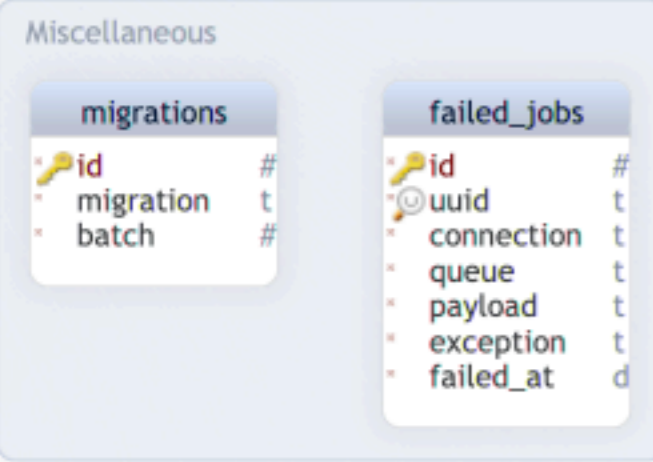 Miscellaneous
migrations
* id #
* migration t
* batch #
failed_jobs
* id #
* uuid t
* connection t
* queue t
* payload t
* exception t
* failed_at d